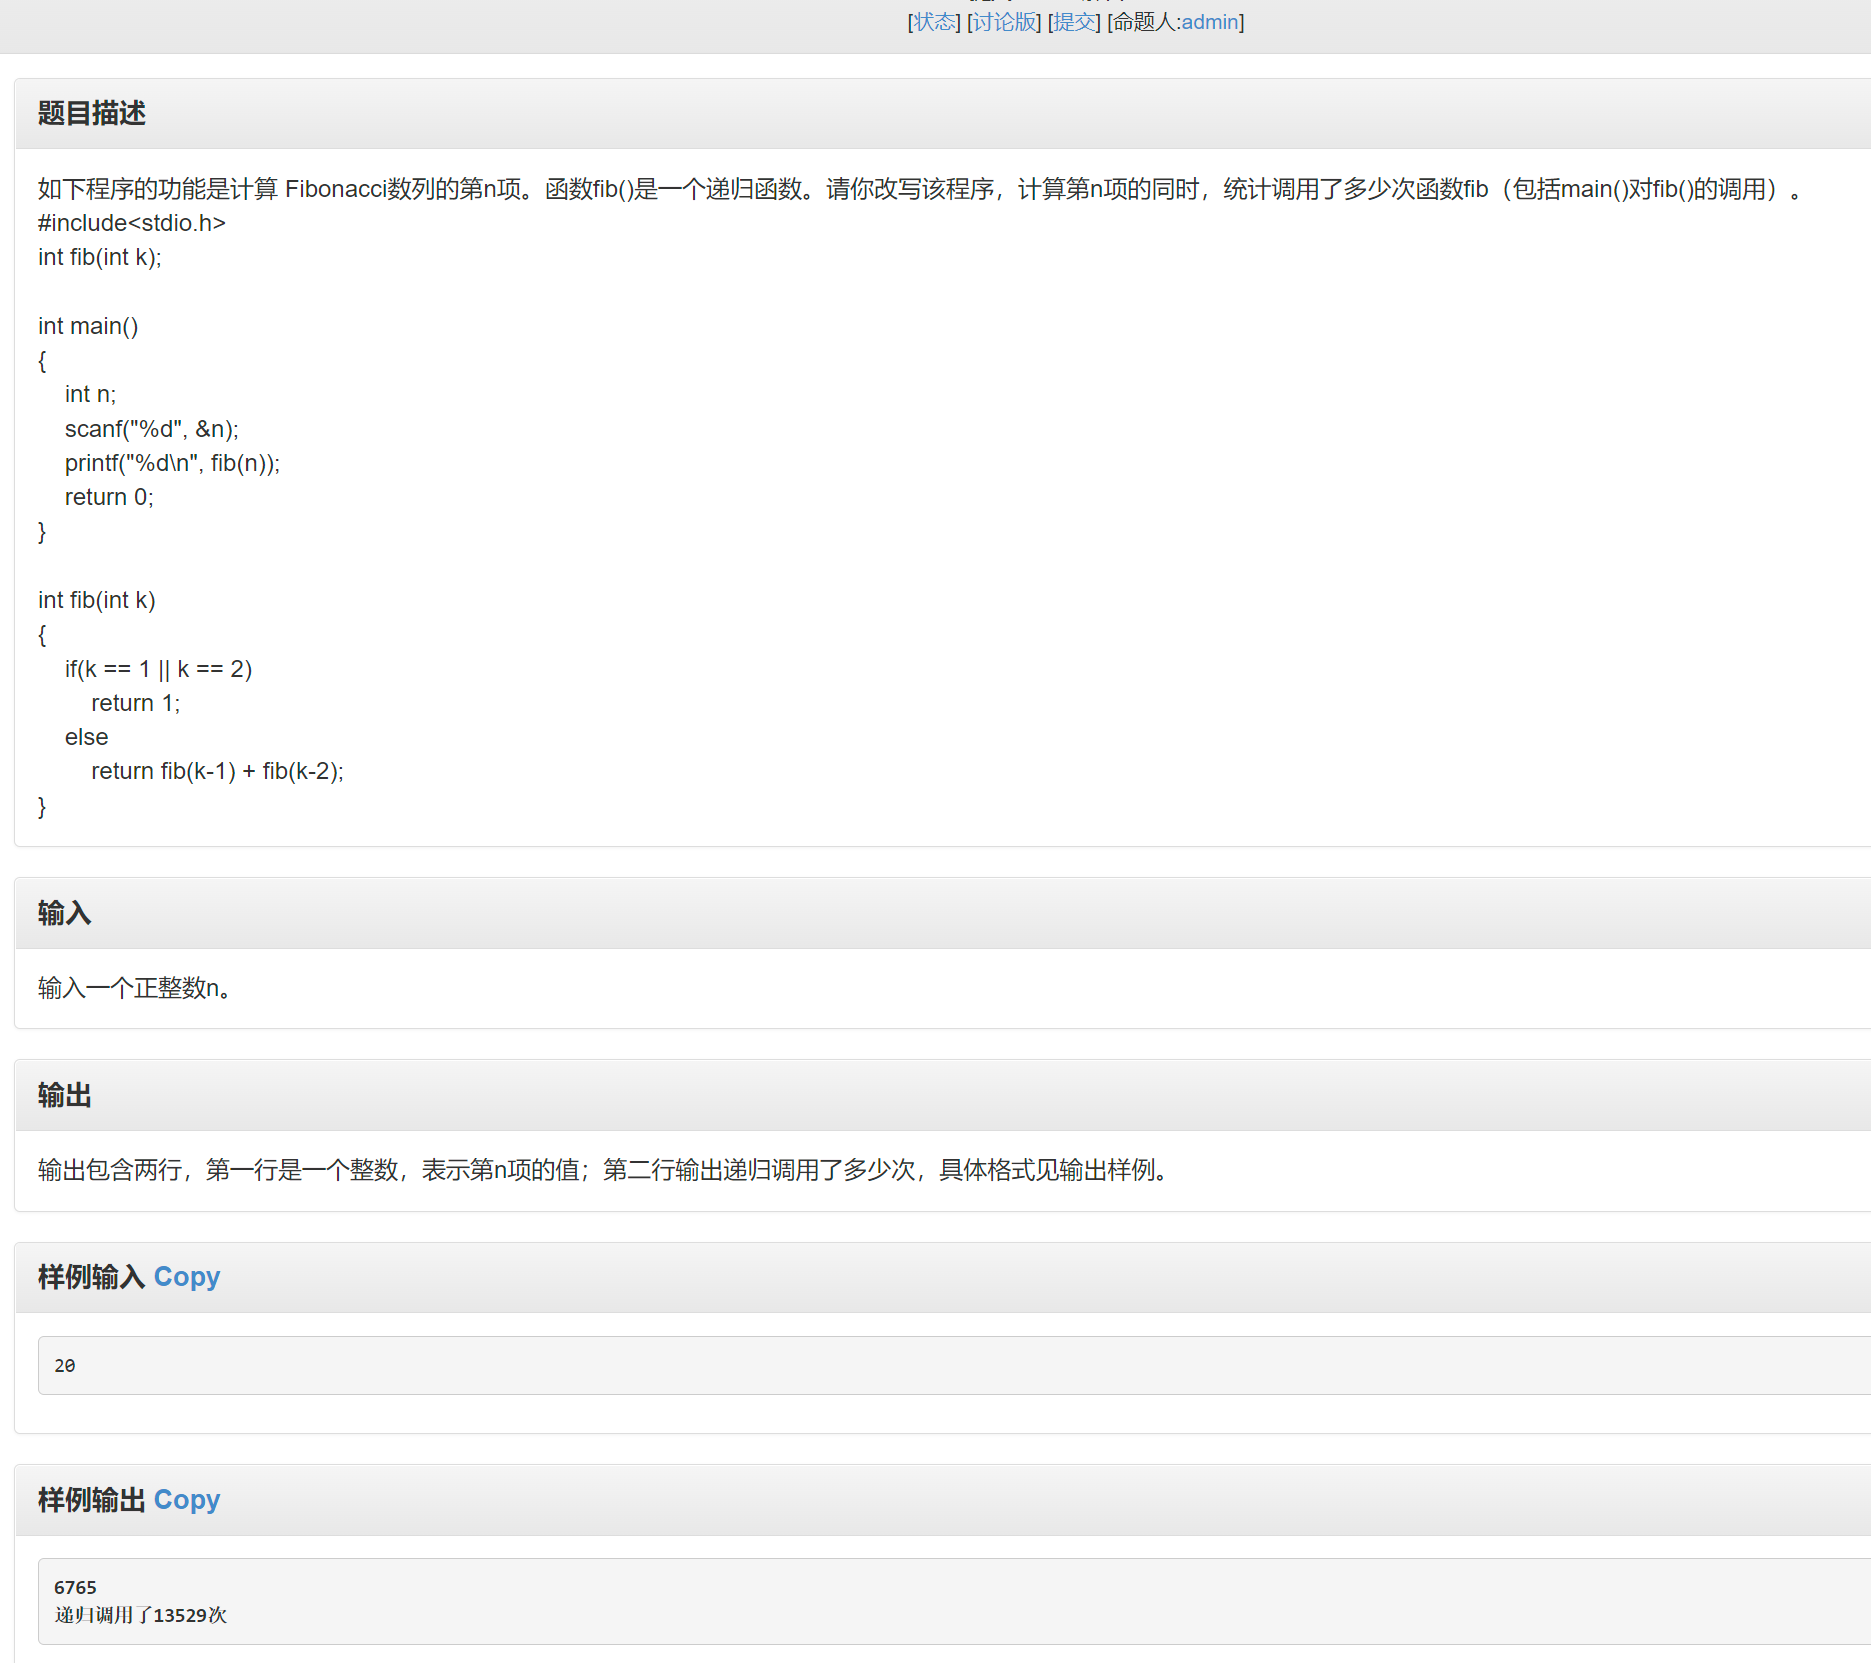 [状态] [讨论版] [提交] [命题人:admin]
题目描述
如下程序的功能是计算 Fibonacci数列的第n项。函数fib()是一个递归函数。请你改写该程序，计算第n项的同时，统计调用了多少次函数fib（包括main()对fib()的调用）。
#include<stdio.h>
int fib(int k);
int main()
{
int n;
scanf("%d", &n);
printf("%d\n", fib(n));
return 0;
}
int fib(int k)
{
if(k == 1 || k == 2)
return 1;
else
return fib(k-1) + fib(k-2);
}
输入
输入一个正整数n。
输出
输出包含两行，第一行是一个整数，表示第n项的值；第二行输出递归调用了多少次，具体格式见输出样例。
样例输入 Copy
20
样例输出 Copy
6765
递归调用了13529次